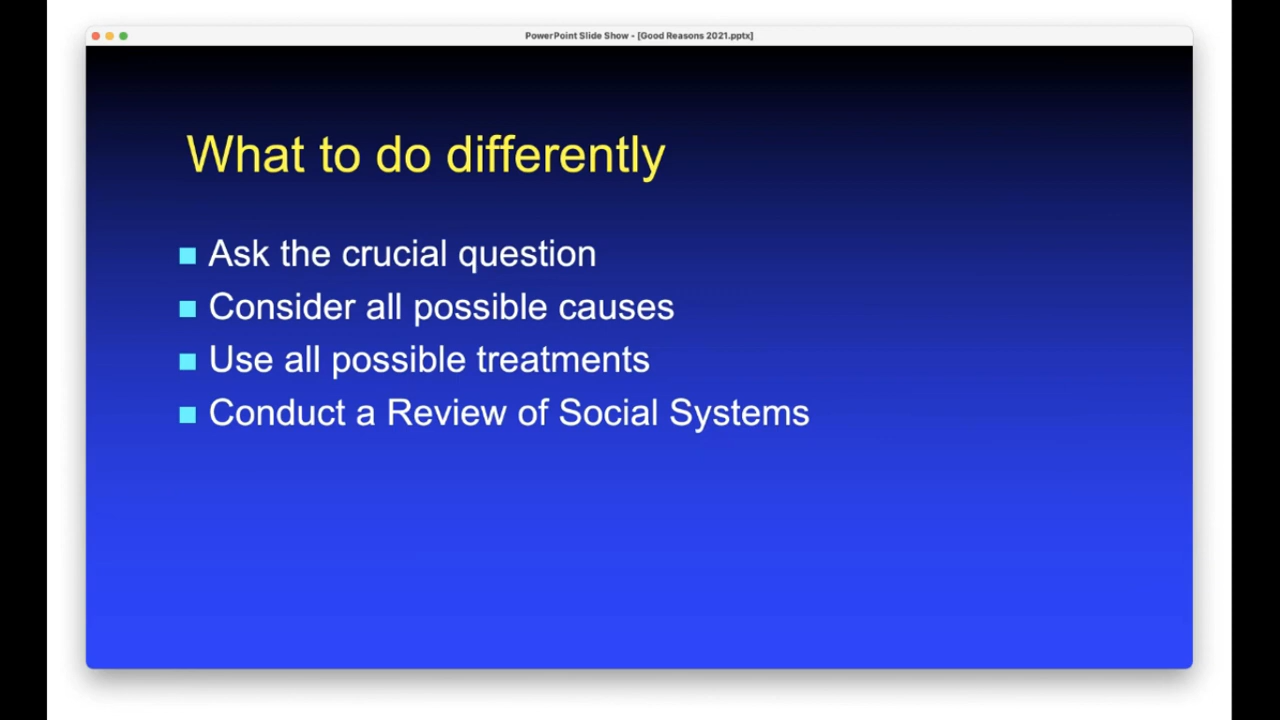 PowerPoint Slide Show - [Good Reasons 2021.pptx]
What to do differently
Ask the crucial question
Consider all possible causes
Use all possible treatments
Conduct a Review of Social Systems